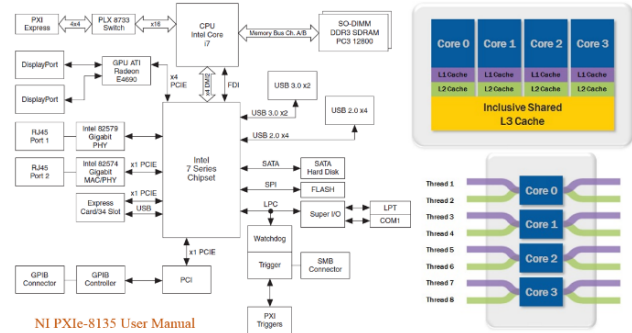 PXI
Express
4x4
PLX 8733
Switch
x16
CPU
Intel Core
i7
Memory Bus Ch. A/B
SO-DIMM
DDR3 SDRAM
PC3 12800
DisplayPort
DisplayPort
GPU ATI
Radeon
E4690
x4
PCIE
x4 DMI2
FDI
USB 3.0 x2
USB 3.0 x2
USB 2.0 x4
USB 2.0 x4
RJ45
Port 1
Intel 82579
Gigabit
PHY
RJ45
Port 2
Intel 82574
Gigabit
MAC/PHY
x1 PCIE
Express
Card/34 Slot
x1 PCIE
USB
Intel
7 Series
Chipset
SATA
SATA
Hard Disk
SPI
FLASH
LPC
Super I/O
LPT
COM1
Watchdog
Trigger
SMB
Connector
PXI
Triggers
x1 PCIE
GPIB
Connector
GPIB
Controller
PCI
NI PXIe-8135 User Mamual
Core 0 Core 1 Core 2 Core 3
L1 Cache L1 Cache L1 Cache L1 Cache
L2 Cache L2 Cache L2 Cache L2 Cache
Inclusive Shared
L3 Cache
Thread 1
Thread 2
Core 0
Thread 3
Thread 4
Core 1
Thread 5
Thread 6
Core 2
Thread 7
Thread 8
Core 3